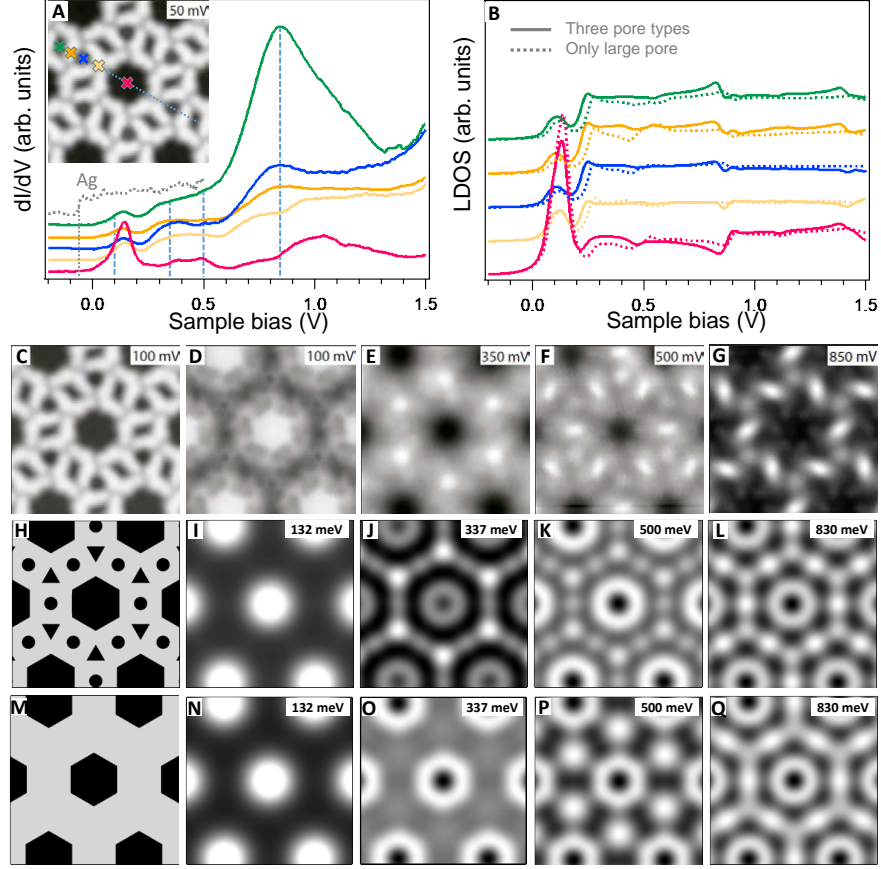 A
50 mV
Ag
dI/dV (arb. units)
0.0
0.5
1.0
1.5
Sample bias (V)
B
Three pore types
Only large pore
LDOS (arb. units)
0.0
0.5
1.0
1.5
Sample bias (V)
C
100 mV
D
100 mV
E
350 mV
F
500 mV
G
850 mV
H
I
132 meV
J
337 meV
K
500 meV
L
830 meV
M
N
132 meV
O
337 meV
P
500 meV
Q
830 meV